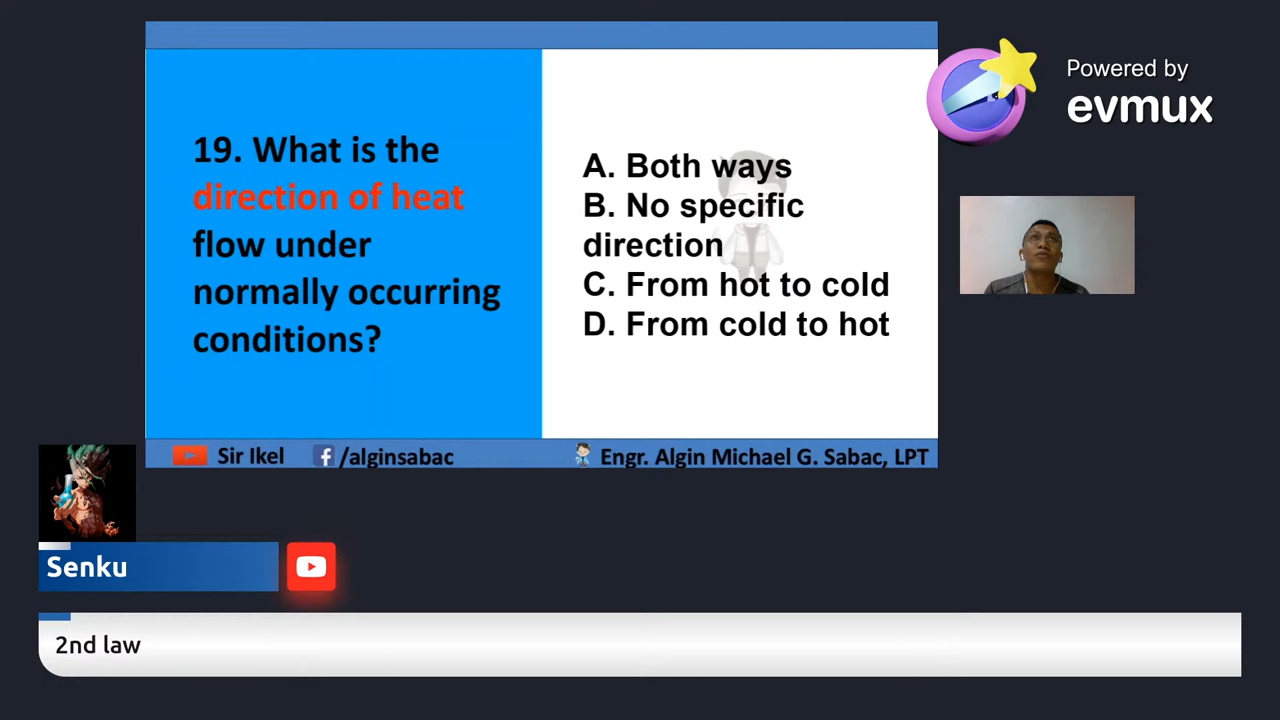 19. What is the
direction of heat
flow under
normally occurring
conditions?
A. Both ways
B. No specific
direction
C. From hot to cold
D. From cold to hot
Sir Ikel
/alginsabac
Engr. Algin Michael G. Sabac, LPT
Powered by
evmux
Senku
2nd law